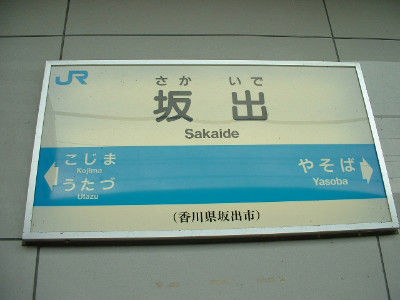 JR
さか いで
坂出
Sakaide
こじま
Kojima
うたづ
Utazu
やそば
Yasoba
(香川県坂出市)